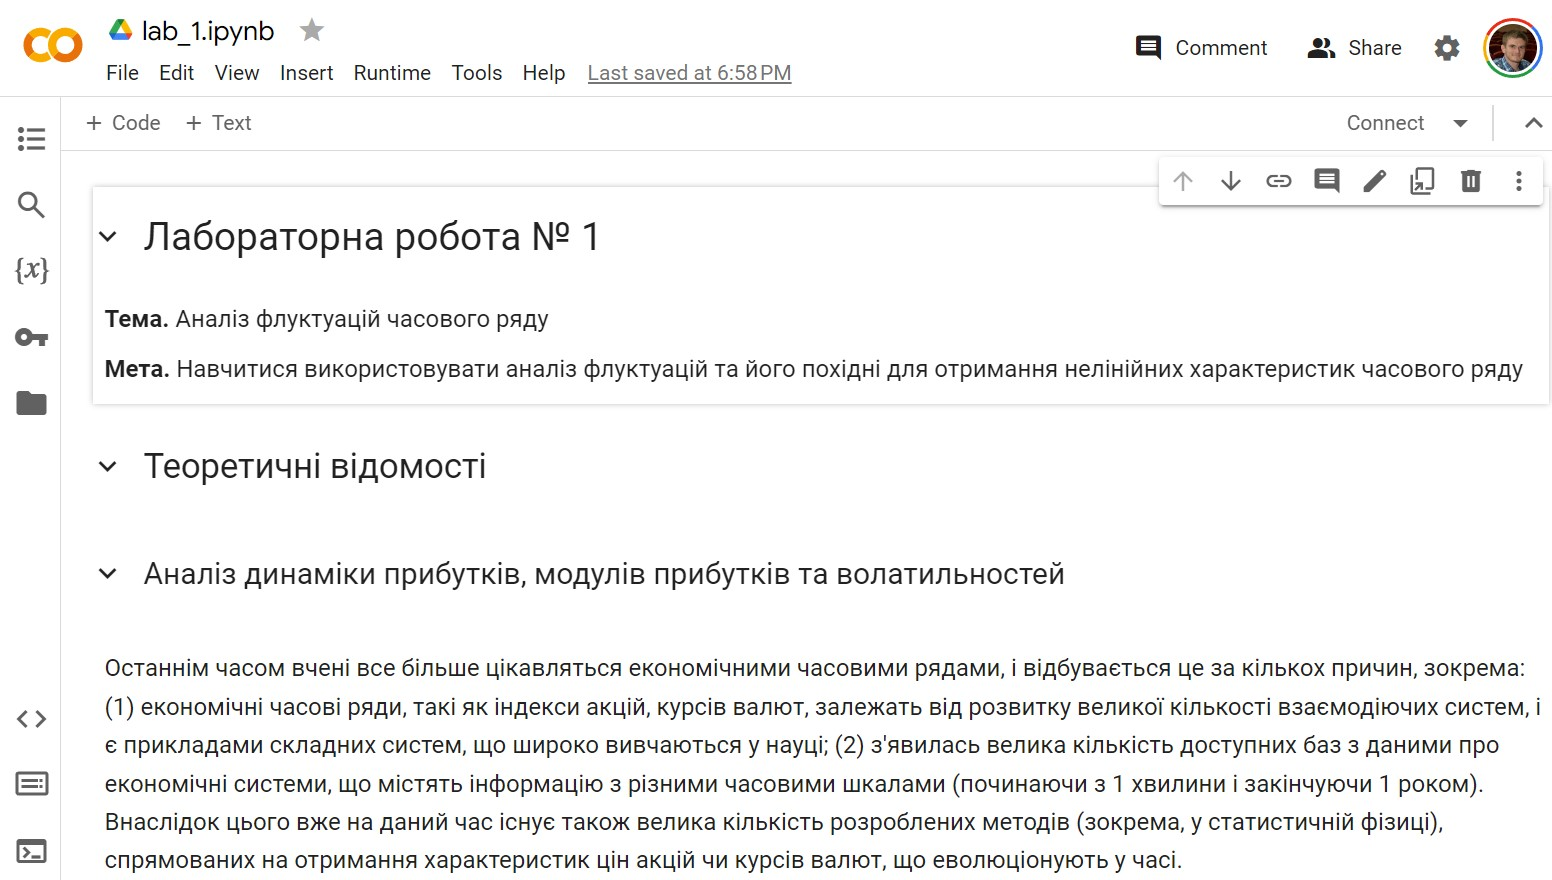 lab_1.ipynb
Comment
Share
File Edit View Insert Runtime Tools Help Last saved at 6:58 PM
+ Code + Text
Connect
Лабораторна робота № 1
Тема. Аналіз флуктуацій часового ряду
Мета. Навчитися використовувати аналіз флуктуацій та його похідні для отримання нелінійних характеристик часового ряду
{x}
Теоретичні відомості
Аналіз динаміки прибутків, модулів прибутків та волатильностей
Останнім часом вчені все більше цікавляться економічними часовими рядами, і відбувається це за кількох причин, зокрема:
(1) економічні часові ряди, такі як індекси акцій, курсів валют, залежать від розвитку великої кількості взаємодіючих систем, і
є прикладами складних систем, що широко вивчаються у науці; (2) з'явилась велика кількість доступних баз з даними про
економічні системи, що містять інформацію з різними часовими шкалами (починаючи з 1 хвилини і закінчуючи 1 роком).
Внаслідок цього вже на даний час існує також велика кількість розроблених методів (зокрема, у статистичній фізиці),
спрямованих на отримання характеристик цін акцій чи курсів валют, що еволюціонують у часі.